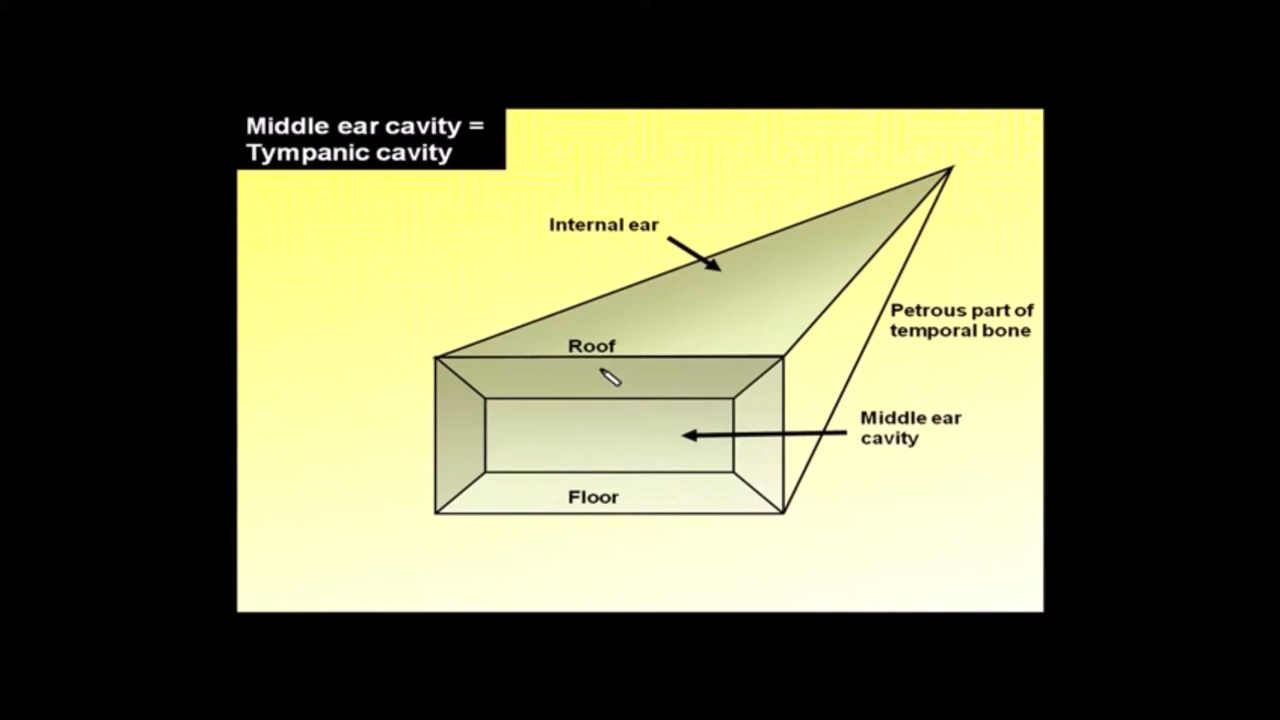 Middle ear cavity =
Tympanic cavity
Internal ear
Petrous part of
temporal bone
Roof
Middle ear
cavity
Floor